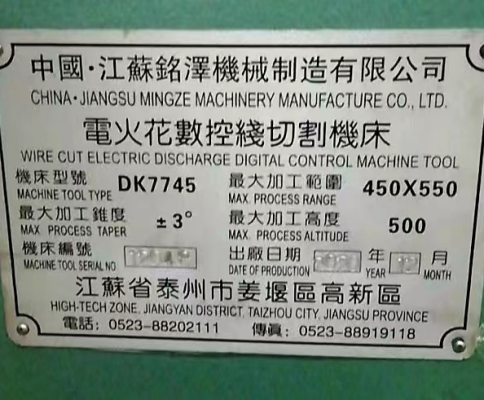 中國·江蘇銘澤機械制造有限公司
CHINA·JIANGSU MINGZE MACHINERY MANUFACTURE CO., LTD.
電火花數控綫切割機床
WIRE CUT ELECTRIC DISCHARGE DIGITAL CONTROL MACHINE TOOL
機床型號 DK7745 最大加工範圍 450X550
MACHINE TOOL TYPE MAX. PROCESS RANGE
最大加工錐度 ±3° 最大加工高度 500
MAX. PROCESS TAPER MAX. PROCESS ALTITUDE
機床編號 出廠日期 年 月
MACHINE TOOL SERIAL NO DATE OF PRODUCTION YEAR MONTH
江蘇省泰州市姜堰區高新區
HIGH-TECH ZONE, JIANGYAN DISTRICT, TAIZHOU CITY, JIANGSU PROVINCE
電話: 0523-88202111 傳眞: 0523-88919118